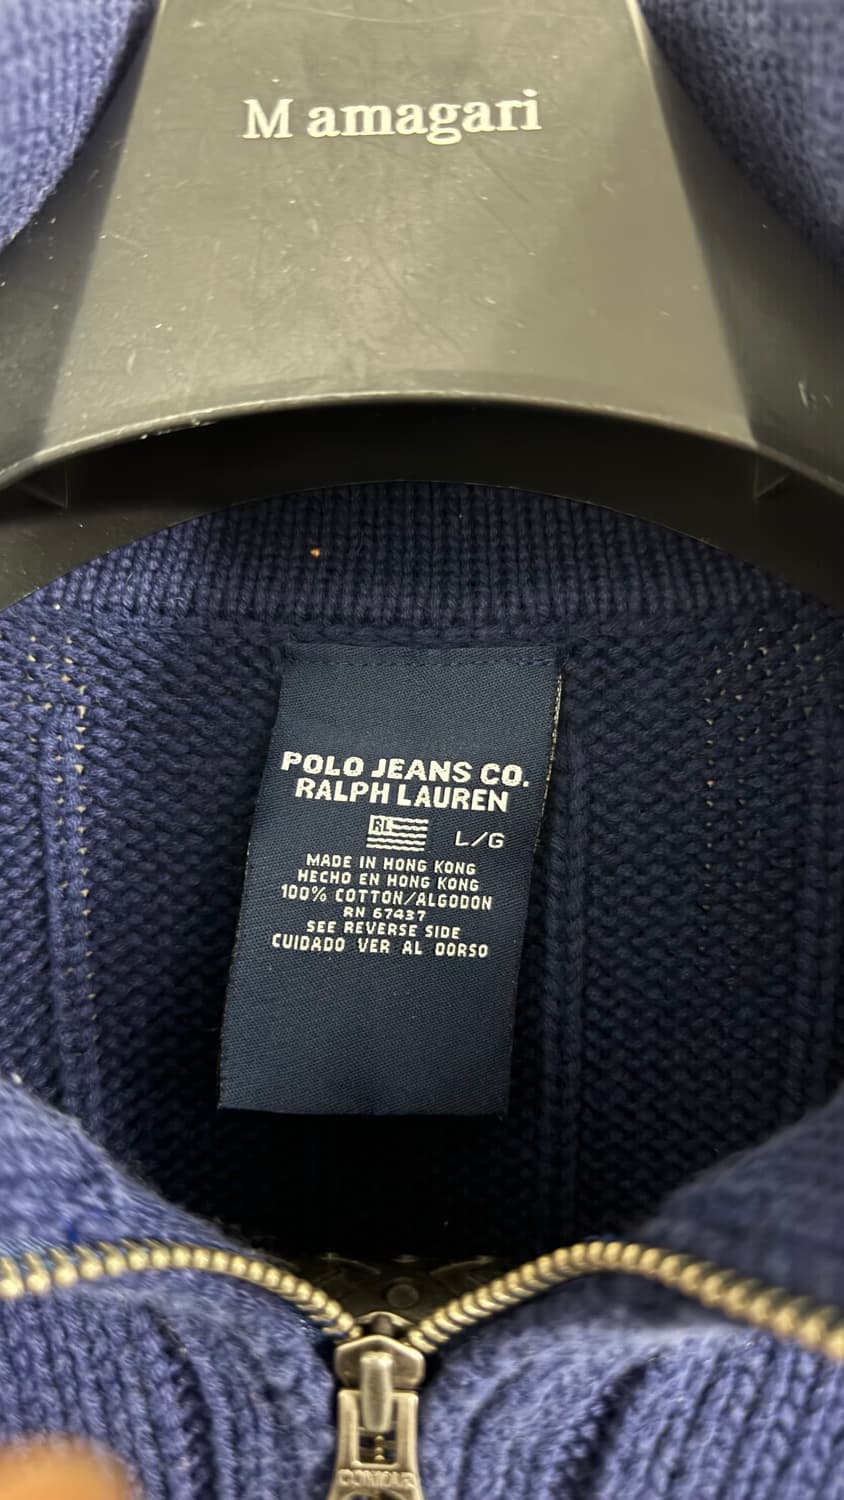 M amagari
POLO JEANS CO.
RALPH LAUREN
RL L/G
MADE IN HONG KONG
HECHO EN HONG KONG
100% COTTON/ALGODON
RN 67437
SEE REVERSE SIDE
CUIDADO VER AL DORSO